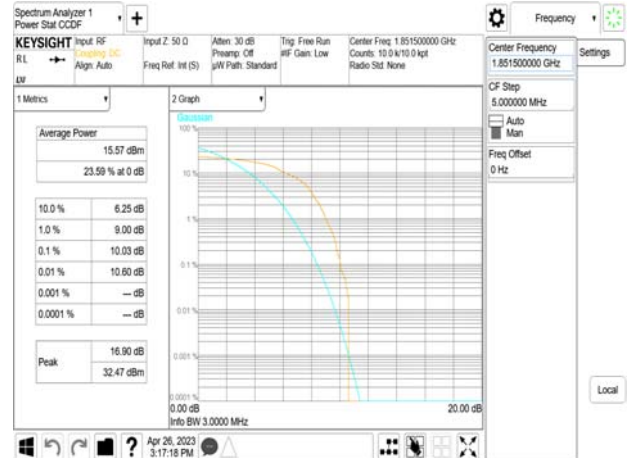 Spectrum Analyzer 1
Power Stat CCDF
Frequency
KEYSIGHT
Input: RF
Coupling: DC
Align: Auto
Input Z: 50 Ω
Freq Ref: Int (S)
Atten: 30 dB
Preamp: Off
µW Path: Standard
Trig: Free Run
#IF Gain: Low
Center Freq: 1.851500000 GHz
Counts: 10.0 k/10.0 kpt
Radio Std: None
RL
Center Frequency
1.851500000 GHz
Settings
CF Step
5.000000 MHz
Auto
Man
Freq Offset
0 Hz
1 Metrics
2 Graph
Gaussian
Average Power
15.57 dBm
23.59 % at 0 dB
10.0 % 6.25 dB
1.0 % 9.00 dB
0.1 % 10.03 dB
0.01 % 10.60 dB
0.001 % --- dB
0.0001 % --- dB
Peak 16.90 dB
32.47 dBm
100 %
10 %
1 %
0.1 %
0.01 %
0.001 %
0.0001 %
0.00 dB
20.00 dB
Info BW 3.0000 MHz
Local
?
Apr 26, 2023
3:17:18 PM